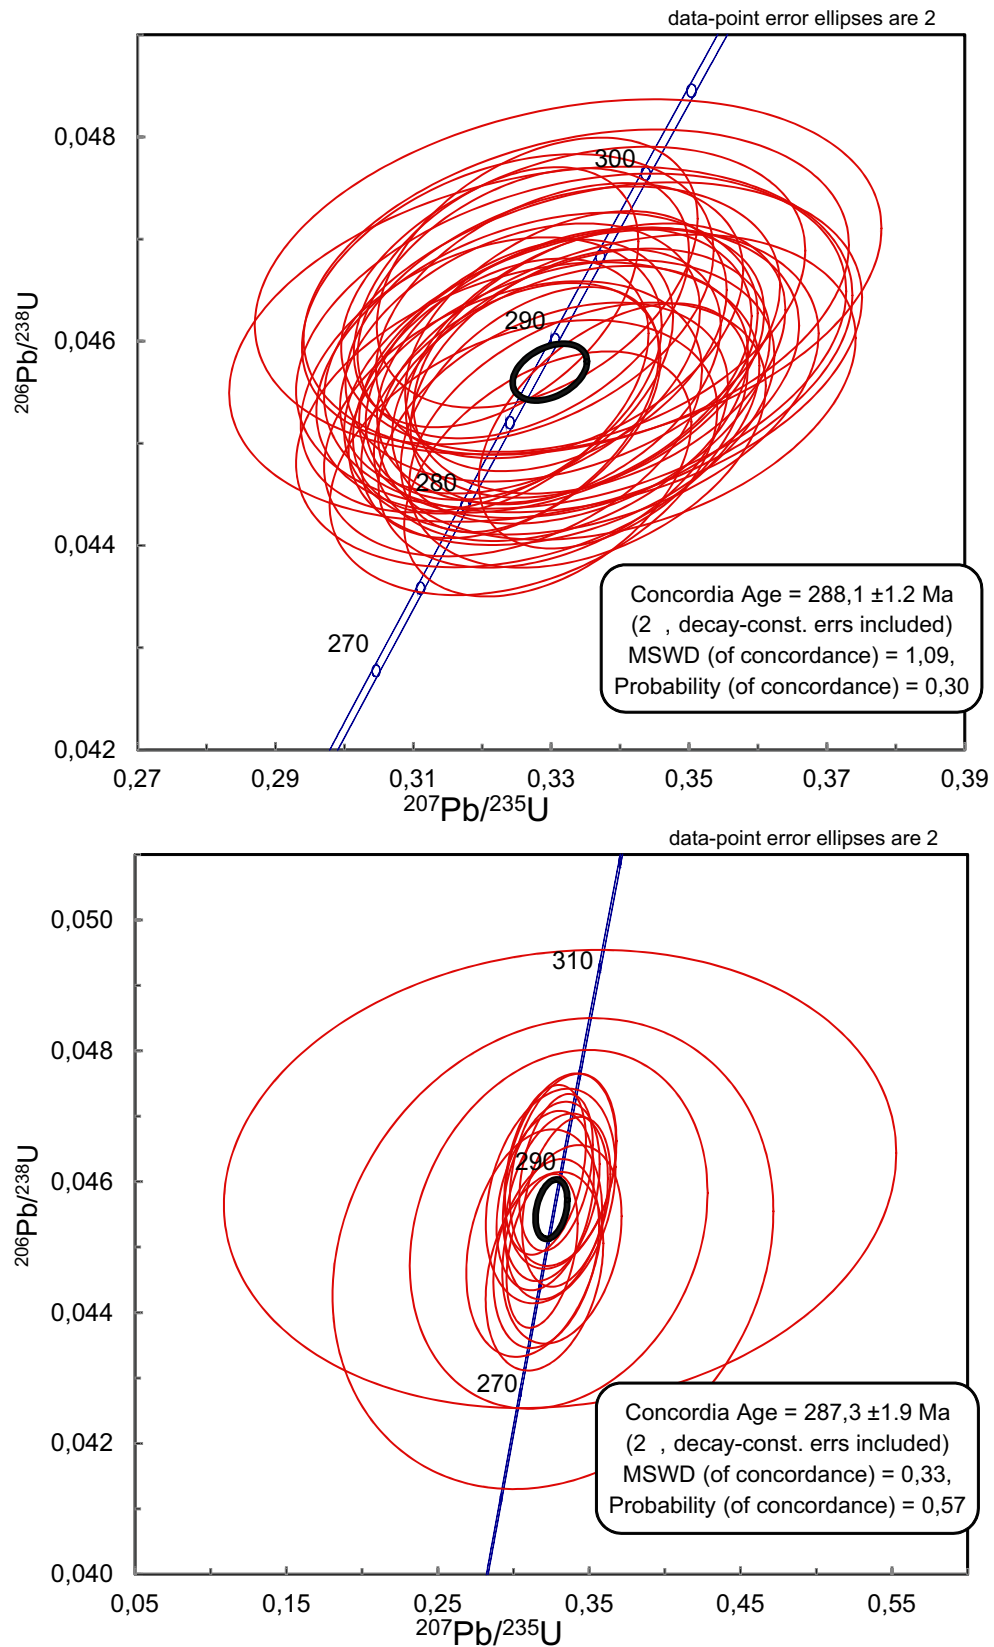 data-point error ellipses are 2
0,048
300
206Pb/238U
0,046
290
280
0,044
Concordia Age = 288,1 ±1.2 Ma
(2 , decay-const. errs included)
MSWD (of concordance) = 1,09,
Probability (of concordance) = 0,30
270
0,042
0,27 0,29 0,31 0,33 0,35 0,37 0,39
207Pb/235U
data-point error ellipses are 2
0,050
310
0,048
206Pb/238U
0,046
290
0,044
270
Concordia Age = 287,3 ±1.9 Ma
(2 , decay-const. errs included)
0,042
MSWD (of concordance) = 0,33,
Probability (of concordance) = 0,57
0,040
0,05 0,15 0,25 0,35 0,45 0,55
207Pb/235U